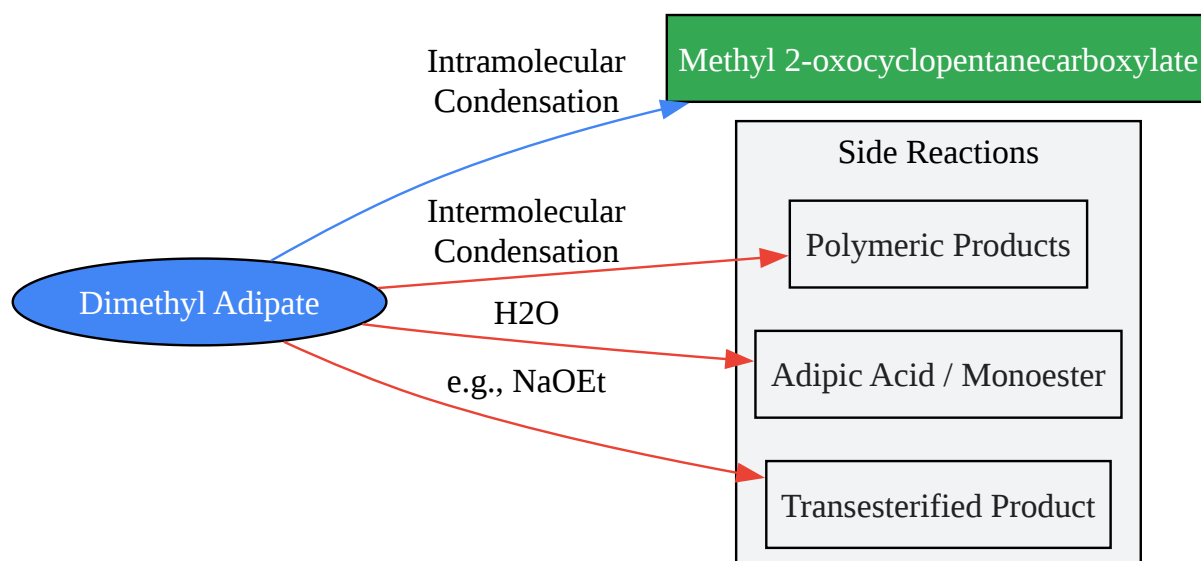 Intramolecular
Condensation
Methyl 2-oxocyclopentanecarboxylate
Side Reactions
Intermolecular
Condensation
Polymeric Products
Dimethyl Adipate
H2O
Adipic Acid / Monoester
e.g., NaOEt
Transesterified Product